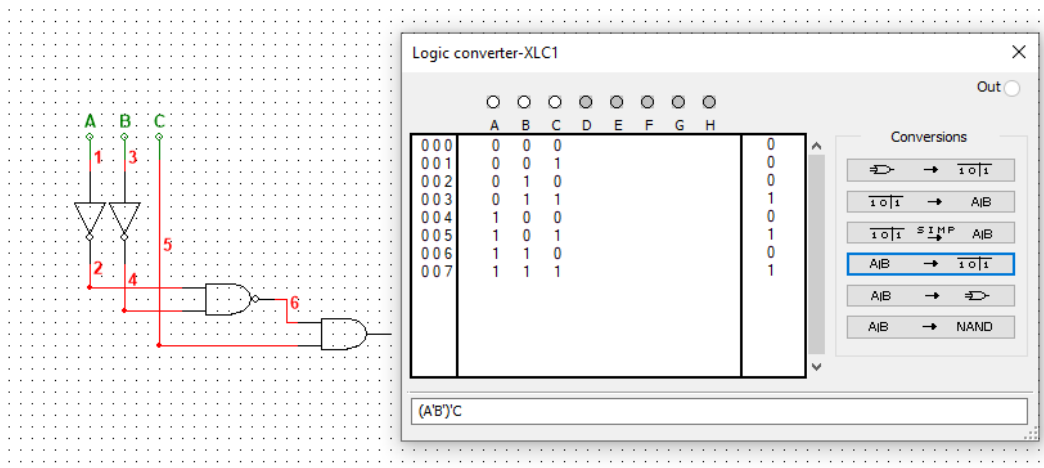 A B C
1 3
5
2
4
6
Logic converter-XLC1
Out
A B C D E F G H
000 0 0 0 0
001 0 0 1 0
002 0 1 0 0
003 0 1 1 1
004 1 0 0 0
005 1 0 1 1
006 1 1 0 0
007 1 1 1 1
Conversions
→ 1 0|1
1 0|1 → A|B
1 0|1 SIMP → A|B
A|B → 1 0|1
A|B →
A|B → NAND
(A'B')'C